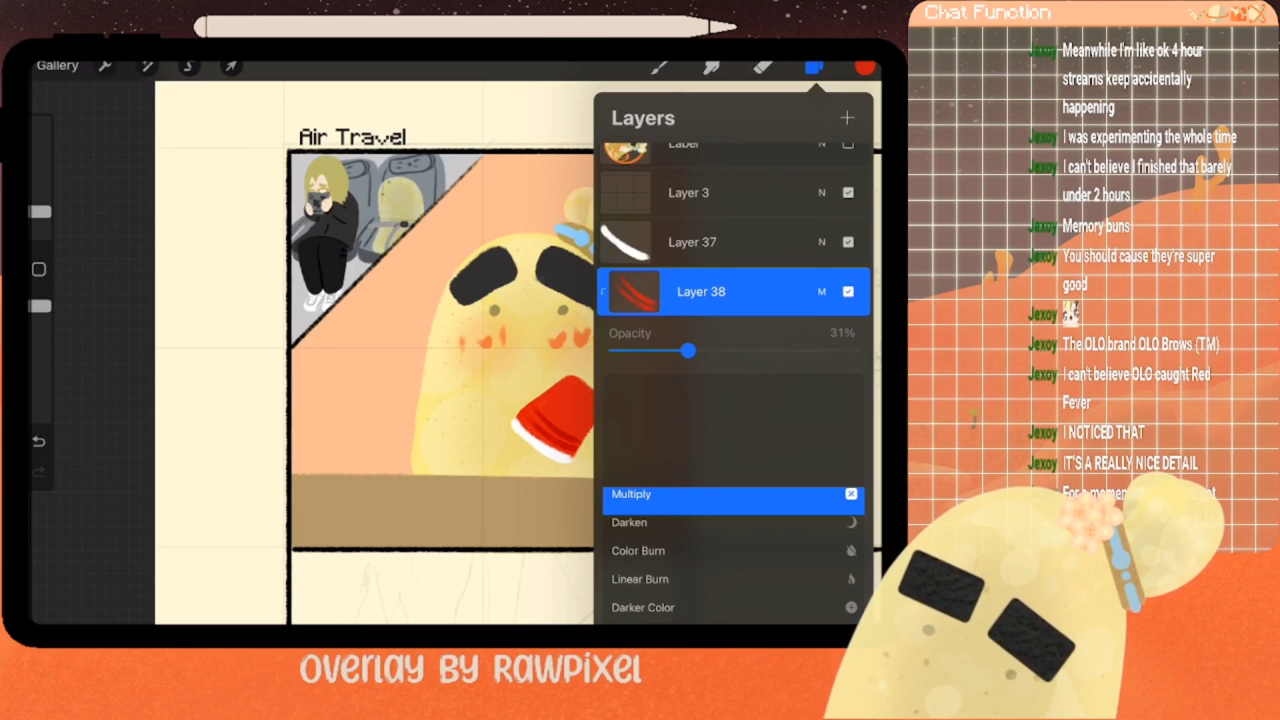 Chat Function
Gallery
Air Travel
Layers
Label
N
Layer 3
N
Layer 37
N
Layer 38
M
Opacity
31%
Multiply
Darken
Color Burn
Linear Burn
Darker Color
Jexoy Meanwhile I'm like ok 4 hour
streams keep accidentally
happening
Jexoy I was experimenting the whole time
Jexoy I can't believe I finished that barely
under 2 hours
Jexoy Memory buns
Jexoy You should cause they're super
good
Jexoy
Jexoy The OLO brand OLO Brows (TM)
Jexoy I can't believe OLO caught Red
Fever
Jexoy I NOTICED THAT
Jexoy IT'S A REALLY NICE DETAIL
Jexoy For a
OVERLAY BY RAWPIXEL